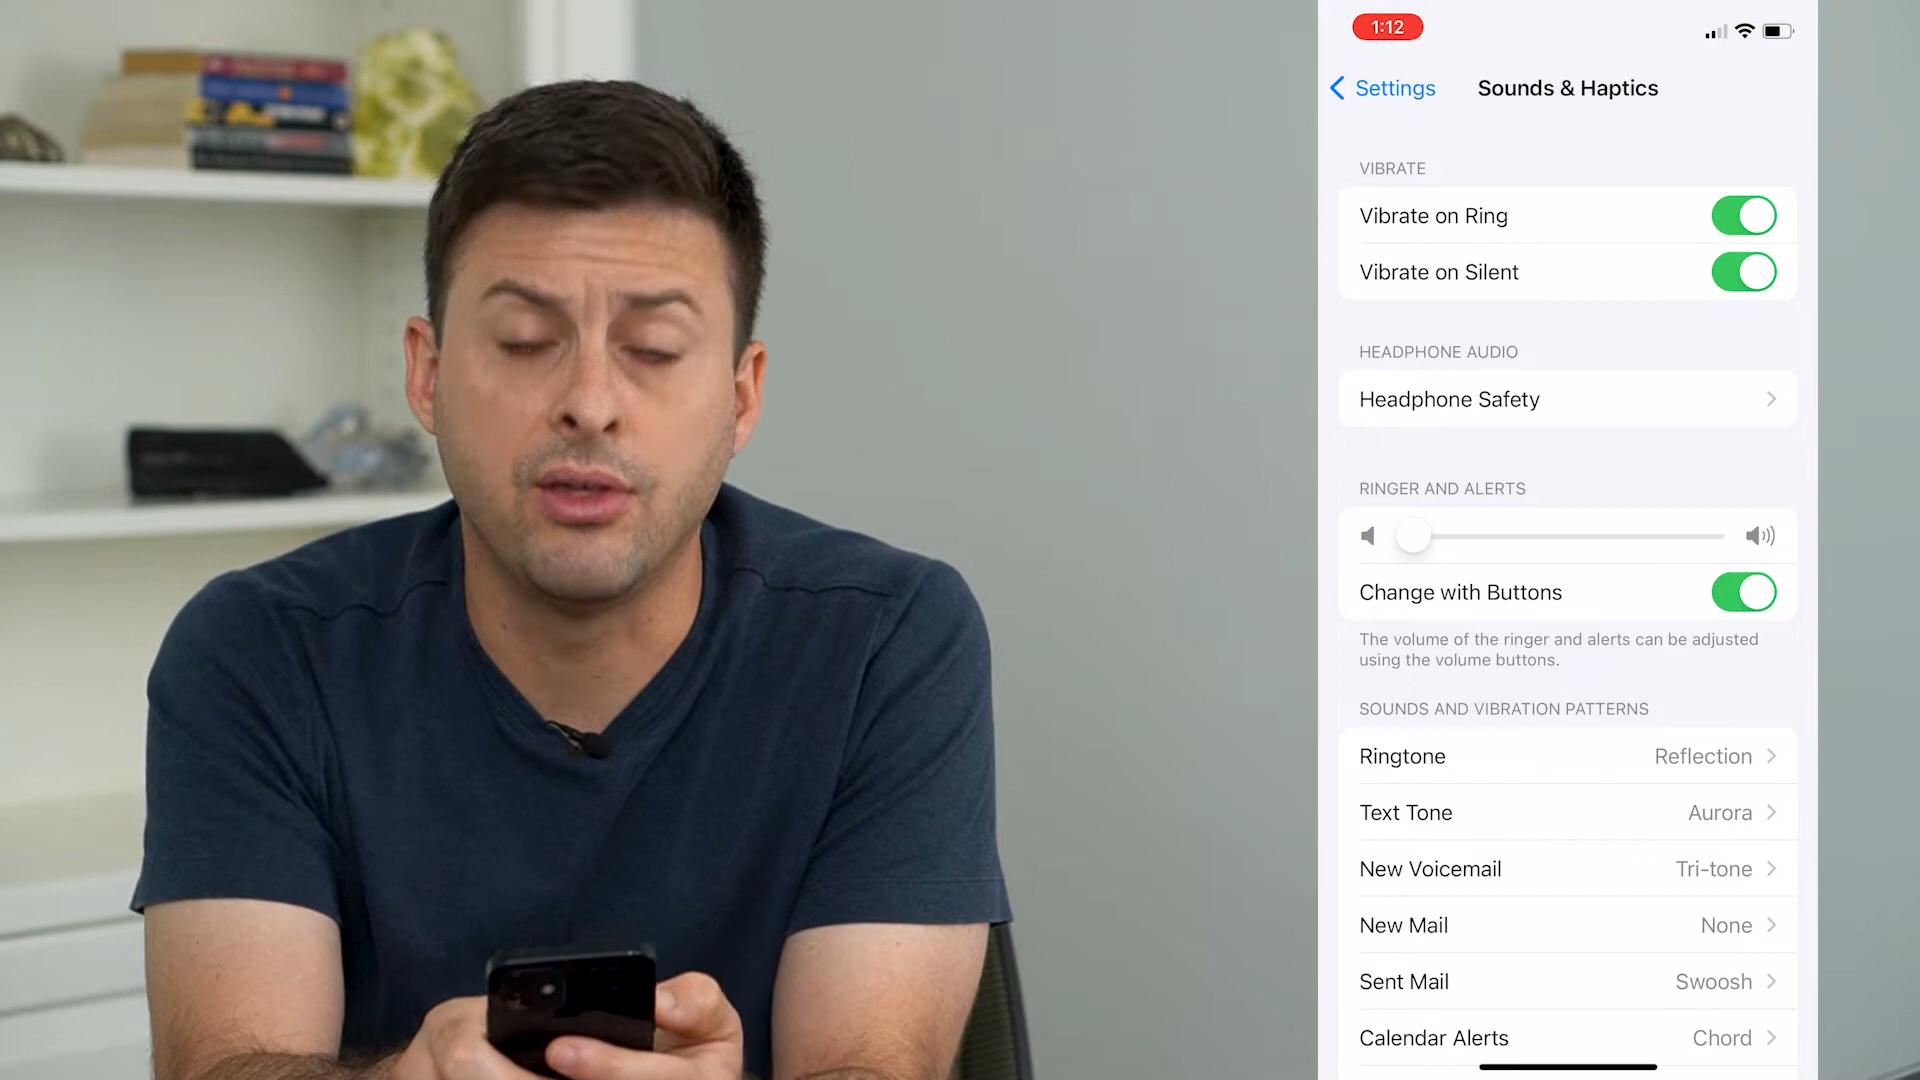 1:12
Settings
Sounds & Haptics
VIBRATE
Vibrate on Ring
Vibrate on Silent
HEADPHONE AUDIO
Headphone Safety
RINGER AND ALERTS
Change with Buttons
The volume of the ringer and alerts can be adjusted
using the volume buttons.
SOUNDS AND VIBRATION PATTERNS
Ringtone Reflection
Text Tone Aurora
New Voicemail Tri-tone
New Mail None
Sent Mail Swoosh
Calendar Alerts Chord